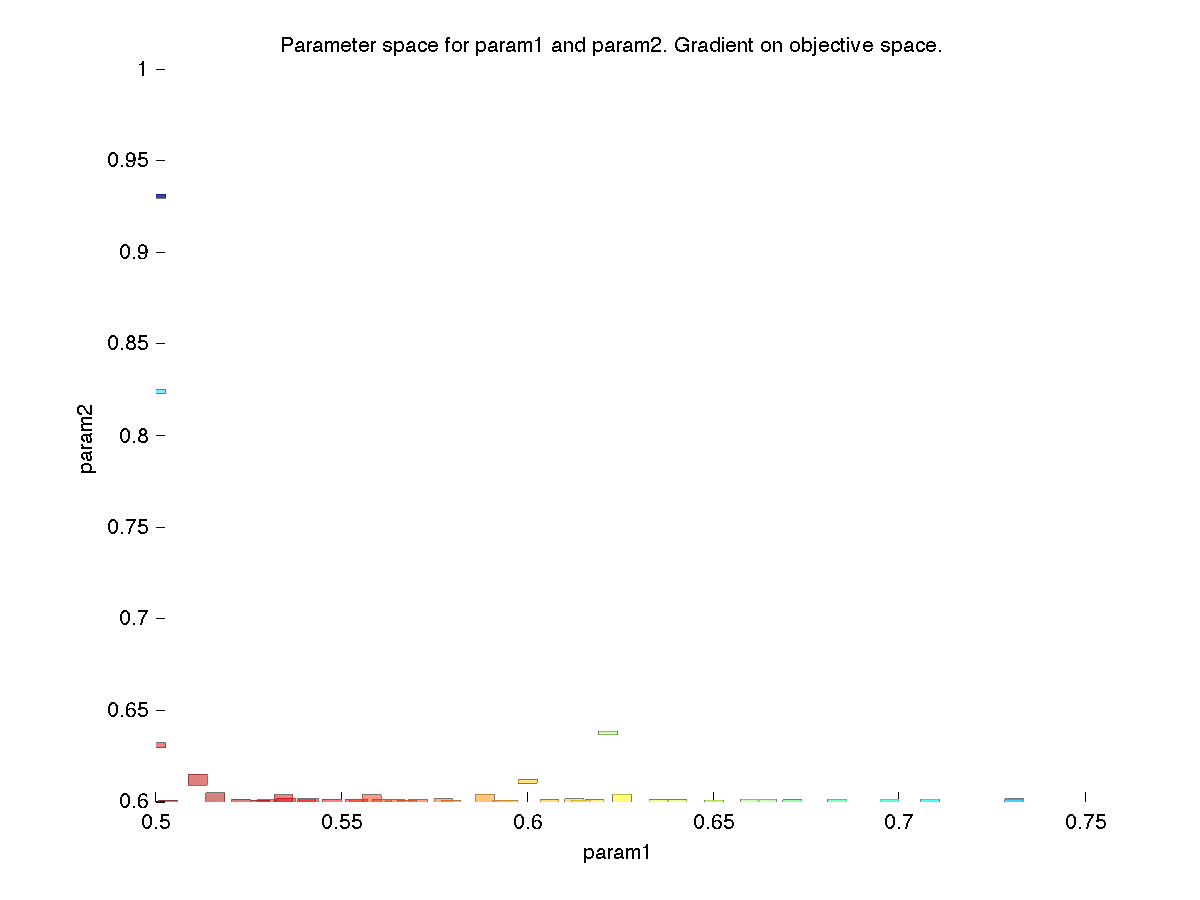 Parameter space for param1 and param2. Gradient on objective space.
1
0.95
0.9
0.85
0.8
0.75
0.7
0.65
0.6
param2
0.5 0.55 0.6 0.65 0.7 0.75
param1